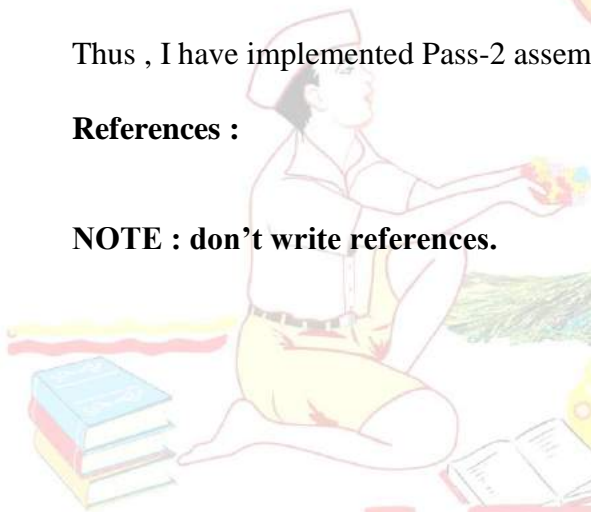 Thus , I have implemented Pass-2 assem
References :
NOTE : don’t write references.